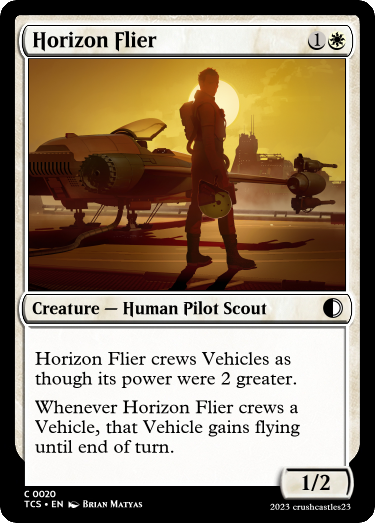 Horizon Flier 1
Creature — Human Pilot Scout
Horizon Flier crews Vehicles as
though its power were 2 greater.
Whenever Horizon Flier crews a
Vehicle, that Vehicle gains flying
until end of turn.
1/2
C 0020
TCS • EN Brian Matyas
2023 crushcastles23